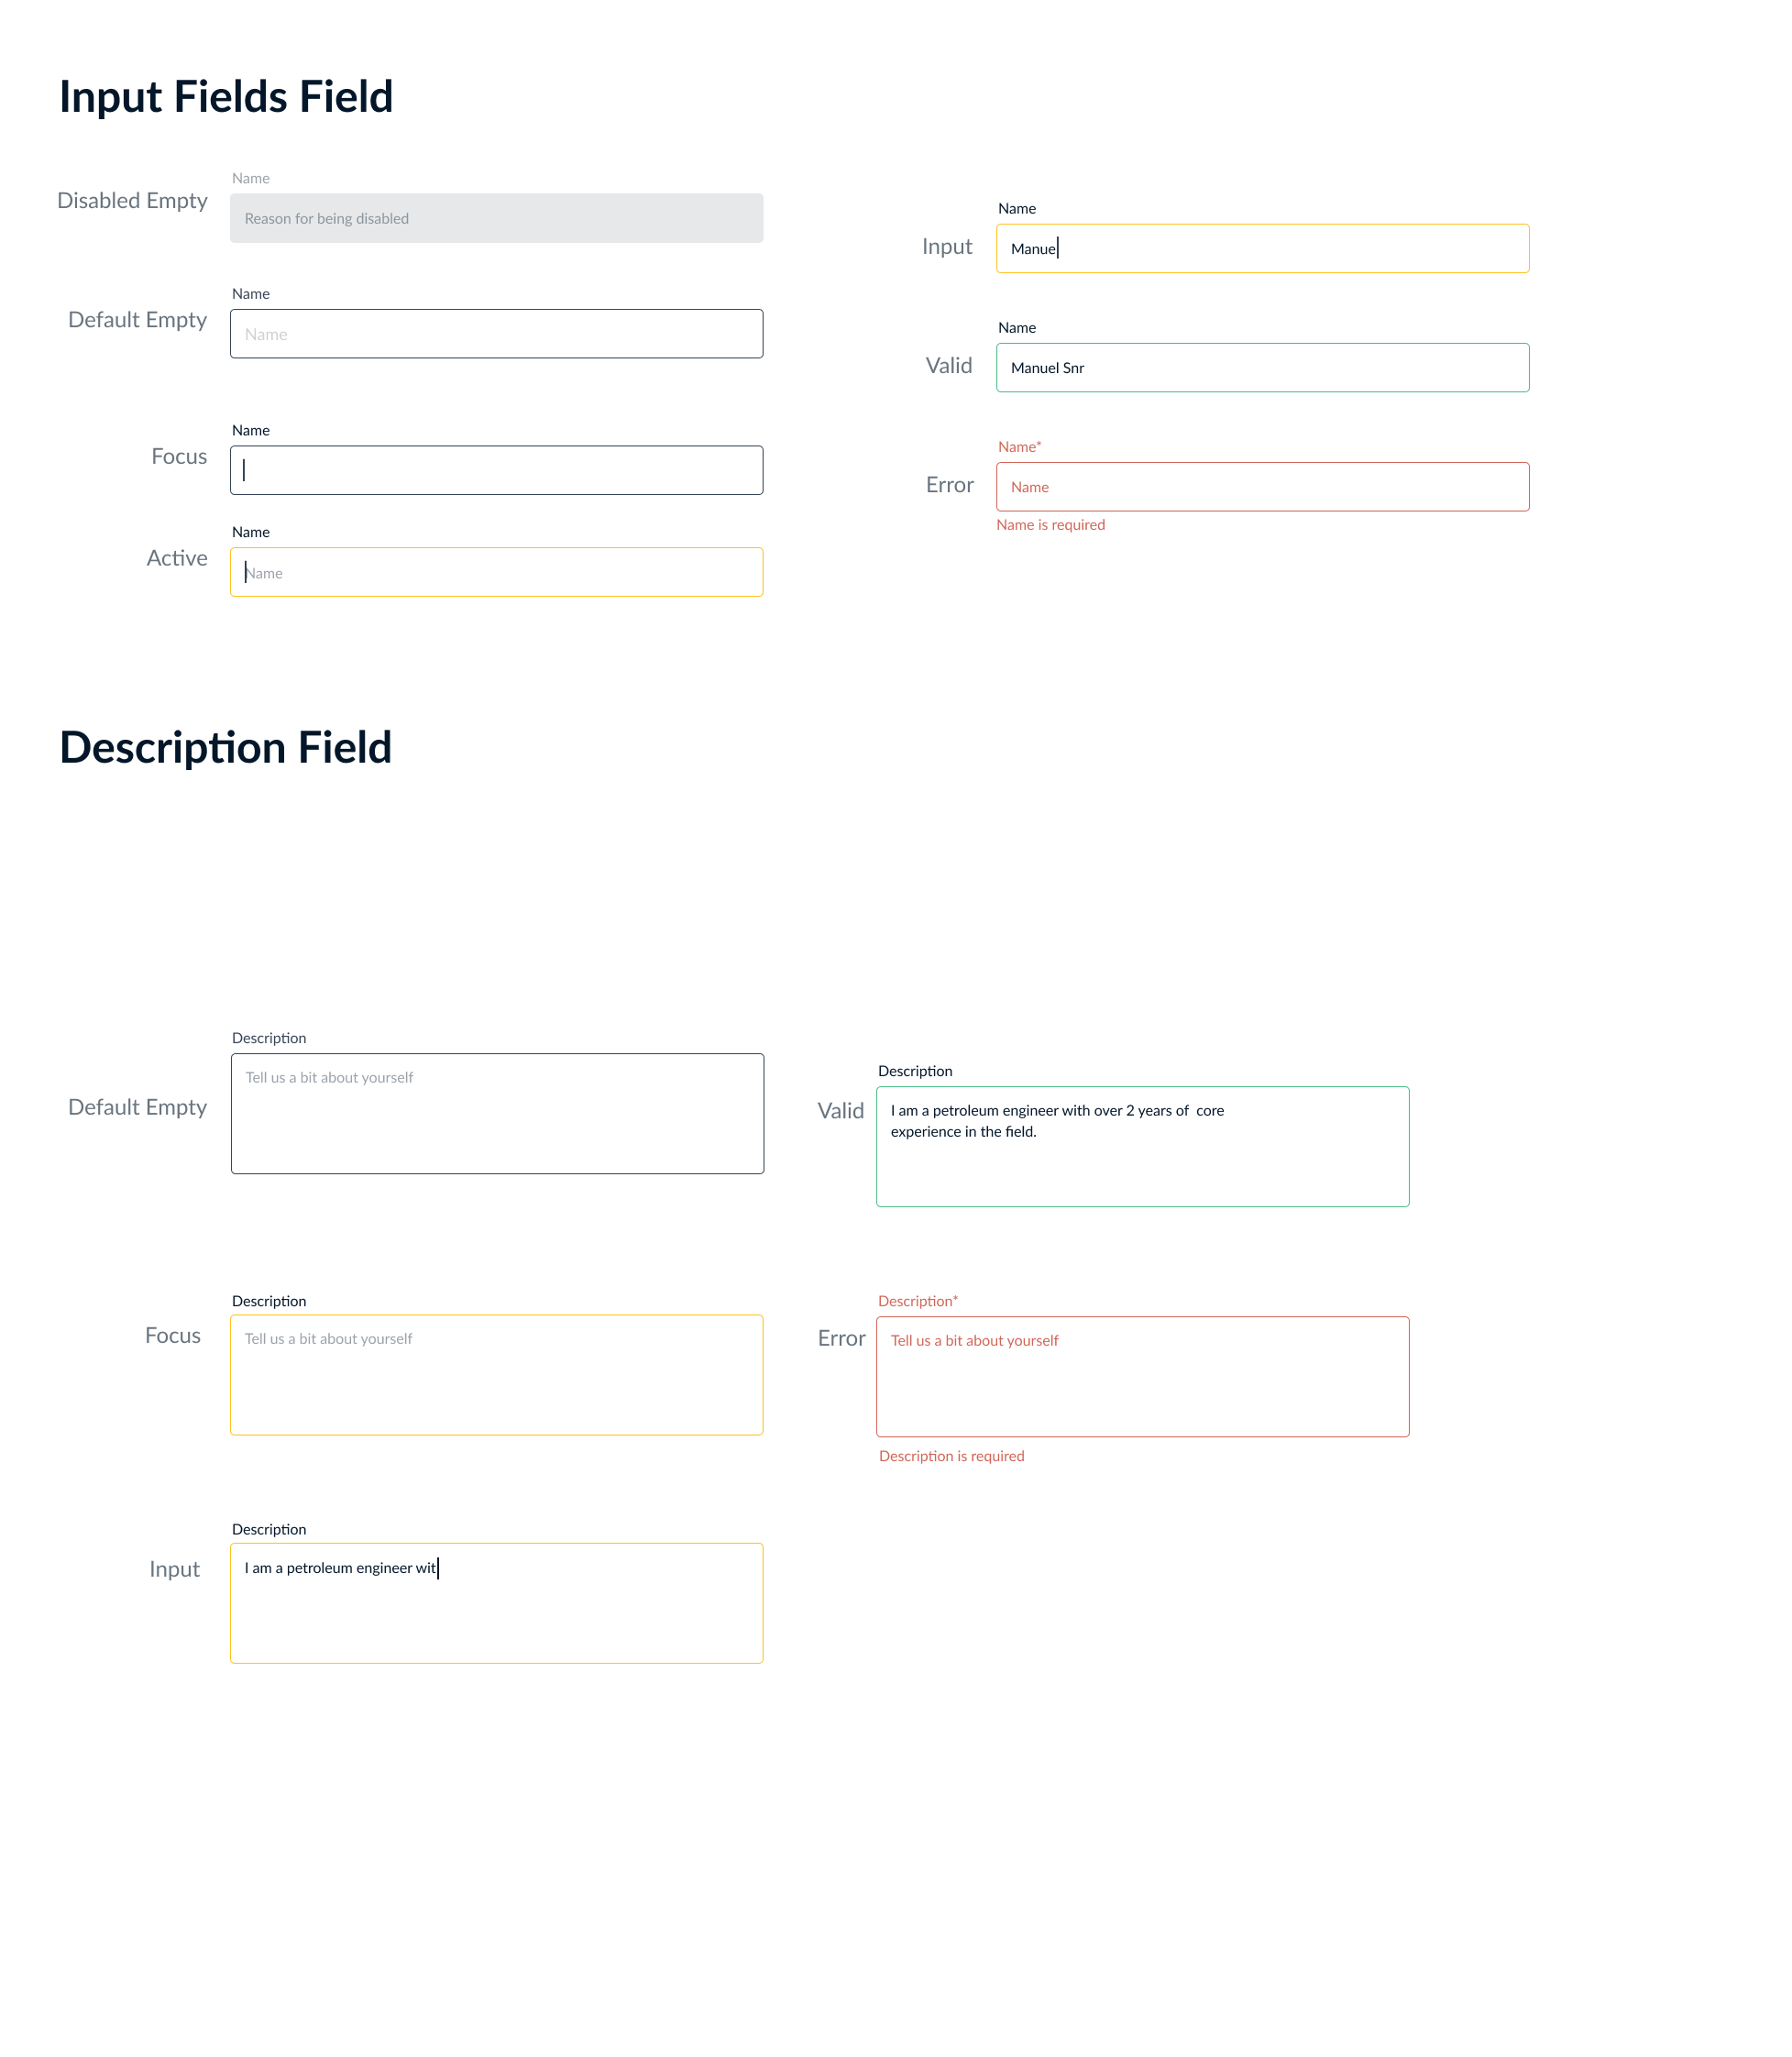 Input Fields Field
Name
Disabled Empty
Reason for being disabled
Name
Default Empty
Name
Name
Focus
Name
Active
Name
Name
Input
Manue
Name
Valid
Manuel Snr
Name*
Error
Name
Name is required
Description Field
Description
Default Empty
Tell us a bit about yourself
Description
Focus
Tell us a bit about yourself
Description
Input
I am a petroleum engineer wit
Description
Valid
I am a petroleum engineer with over 2 years of  core
experience in the field.
Description*
Error
Tell us a bit about yourself
Description is required